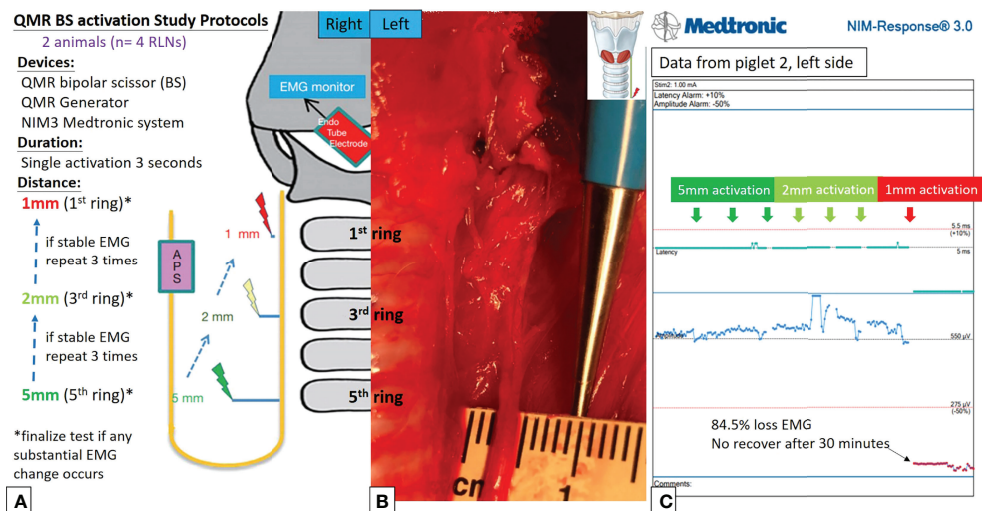 QMR BS activation Study Protocols
2 animals (n= 4 RLNs)
Devices:
QMR bipolar scissor (BS)
QMR Generator
NIM3 Medtronic system
Duration:
Single activation 3 seconds
Distance:
1mm (1st ring)*
if stable EMG
repeat 3 times
2mm (3rd ring)*
if stable EMG
repeat 3 times
5mm (5th ring)*
*finalize test if any
substantial EMG
change occurs
A
APS
1 mm
2 mm
5 mm
EMG monitor
Endo
Tube
Electrode
Right
Left
1st ring
3rd ring
5th ring
cm
1
B
Medtronic
NIM-Response® 3.0
Data from piglet 2, left side
Stim2: 1.00 mA
Latency Alarm: +10%
Amplitude Alarm: -50%
5mm activation
2mm activation
1mm activation
5.5 ms
(+10%)
Latency
5 ms
Amplitude
550 µV
275 µV
(-50%)
84.5% loss EMG
No recover after 30 minutes
Comments:
C